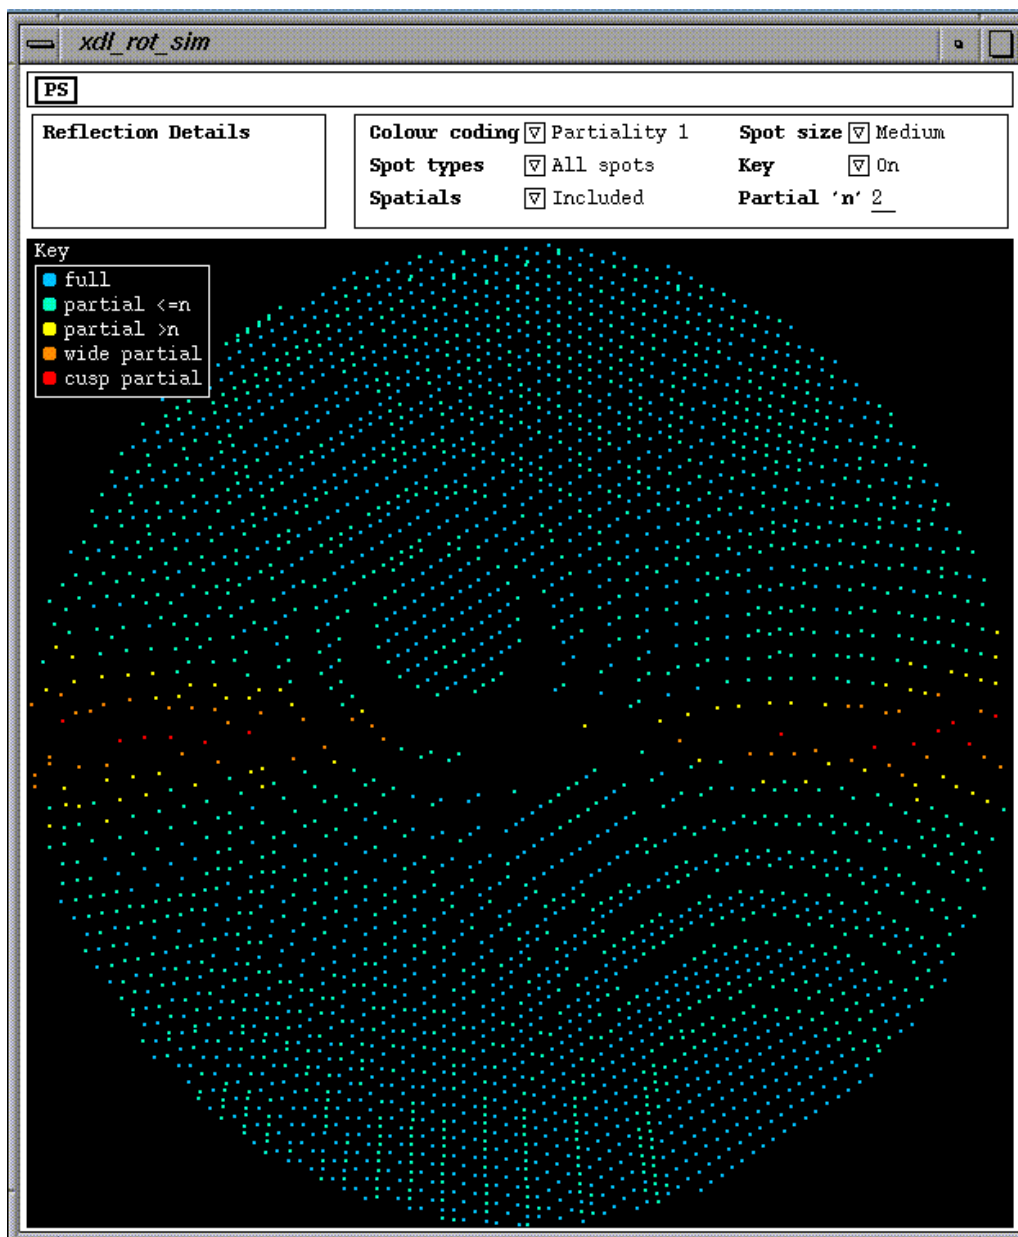 xdl_rot_sim
PS
Reflection Details
Colour coding Partiality 1 Spot size Medium
Spot types All spots Key On
Spatials Included Partial 'n' 2
Key
full
partial <=n
partial >n
wide partial
cusp partial